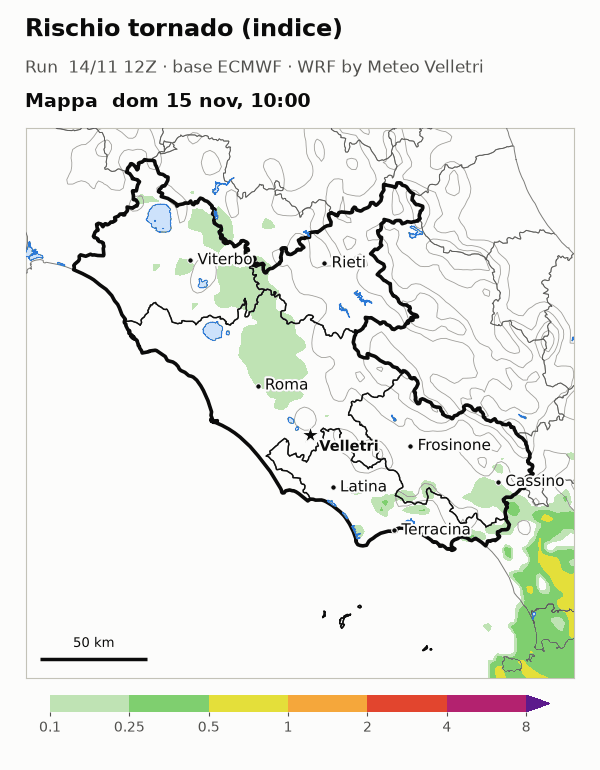 Rischio tornado (indice)
Run  14/11 12Z · base ECMWF · WRF by Meteo Velletri
Mappa  dom 15 nov, 10:00
Viterbo
Rieti
Roma
Velletri
Frosinone
Cassino
Latina
Terracina
50 km
0.1 0.25 0.5 1 2 4 8